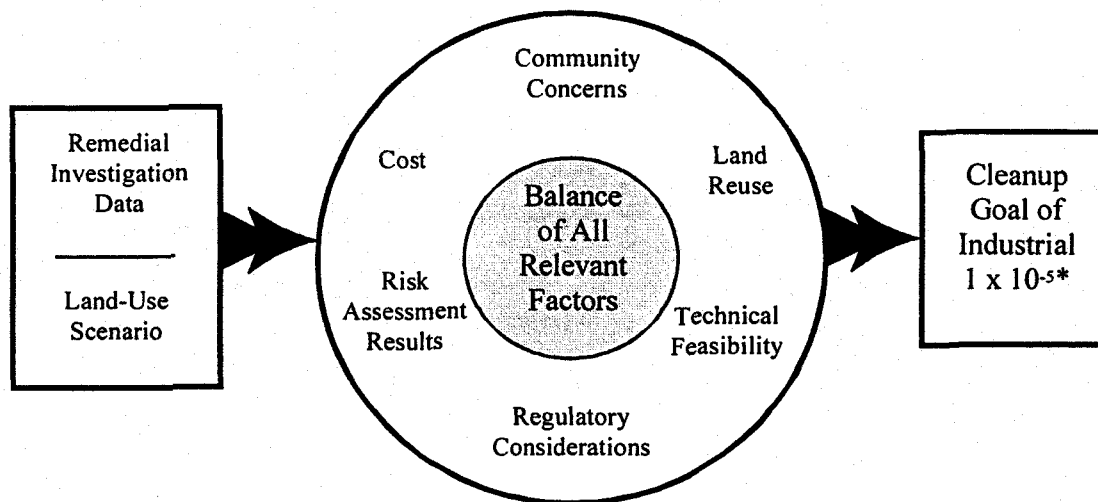 Remedial
Investigation
Data
Land-Use
Scenario
Community
Concerns
Cost
Land
Reuse
Balance
of All
Relevant
Factors
Risk
Assessment
Results
Technical
Feasibility
Regulatory
Considerations
Cleanup
Goal of
Industrial
1 x 10-5*